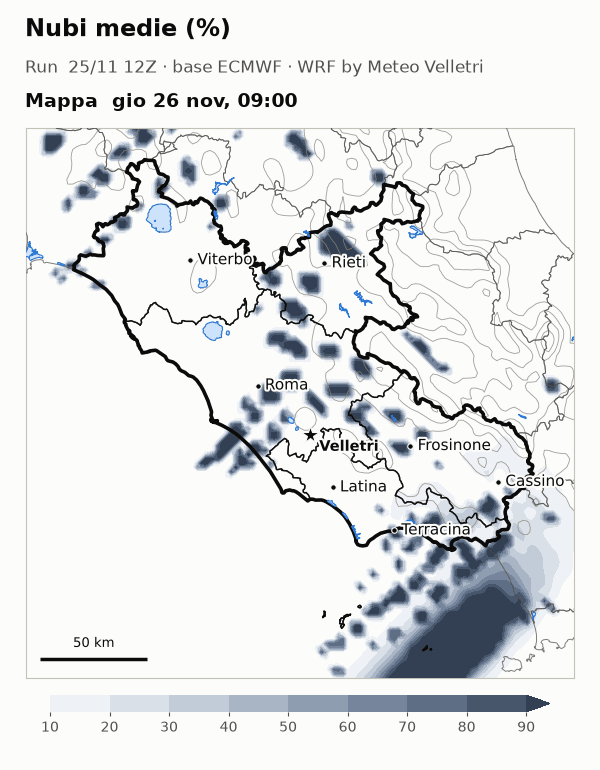 Nubi medie (%)
Run  25/11 12Z · base ECMWF · WRF by Meteo Velletri
Mappa  gio 26 nov, 09:00
Viterbo
Rieti
Roma
Velletri
Frosinone
Cassino
Latina
Terracina
50 km
10 20 30 40 50 60 70 80 90